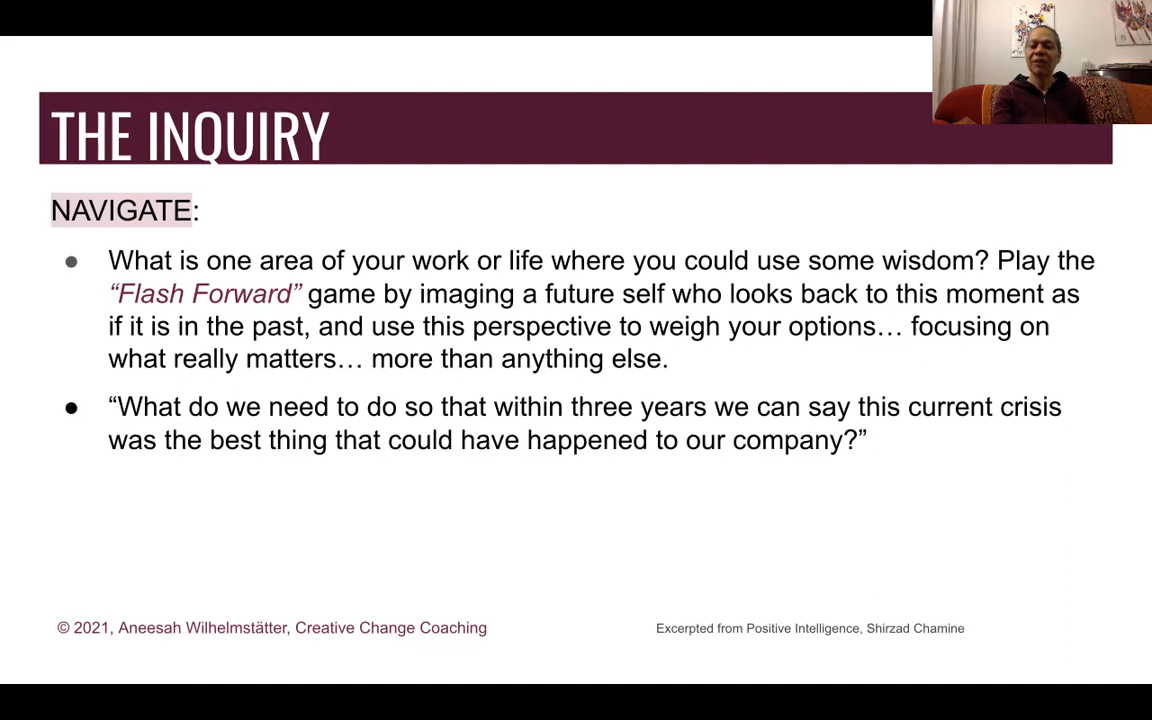 THE INQUIRY
NAVIGATE:
● What is one area of your work or life where you could use some wisdom? Play the
“Flash Forward” game by imaging a future self who looks back to this moment as
if it is in the past, and use this perspective to weigh your options… focusing on
what really matters… more than anything else.
● “What do we need to do so that within three years we can say this current crisis
was the best thing that could have happened to our company?”
© 2021, Aneesah Wilhelmstätter, Creative Change Coaching
Excerpted from Positive Intelligence, Shirzad Chamine